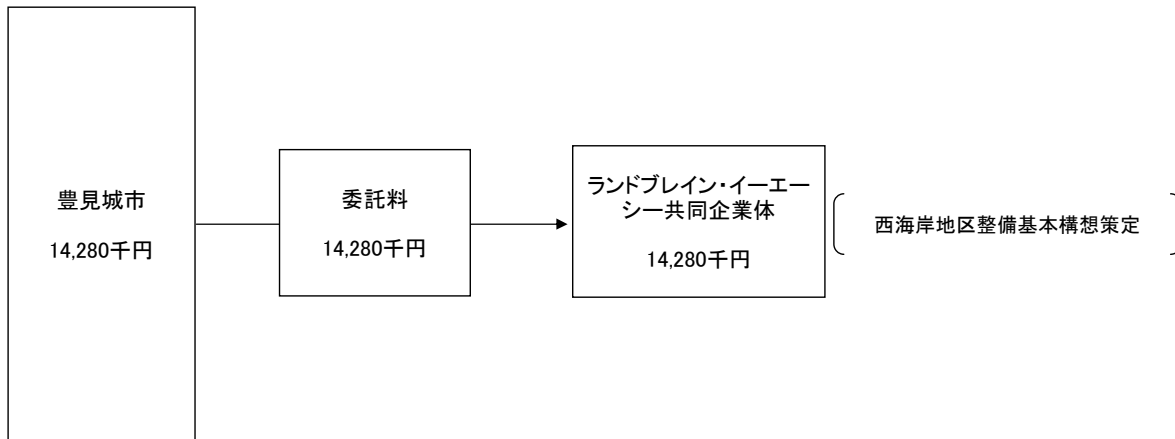 豊見城市
14,280千円
委託料
14,280千円
ランドブレイン・イーエー
シー共同企業体
14,280千円
西海岸地区整備基本構想策定